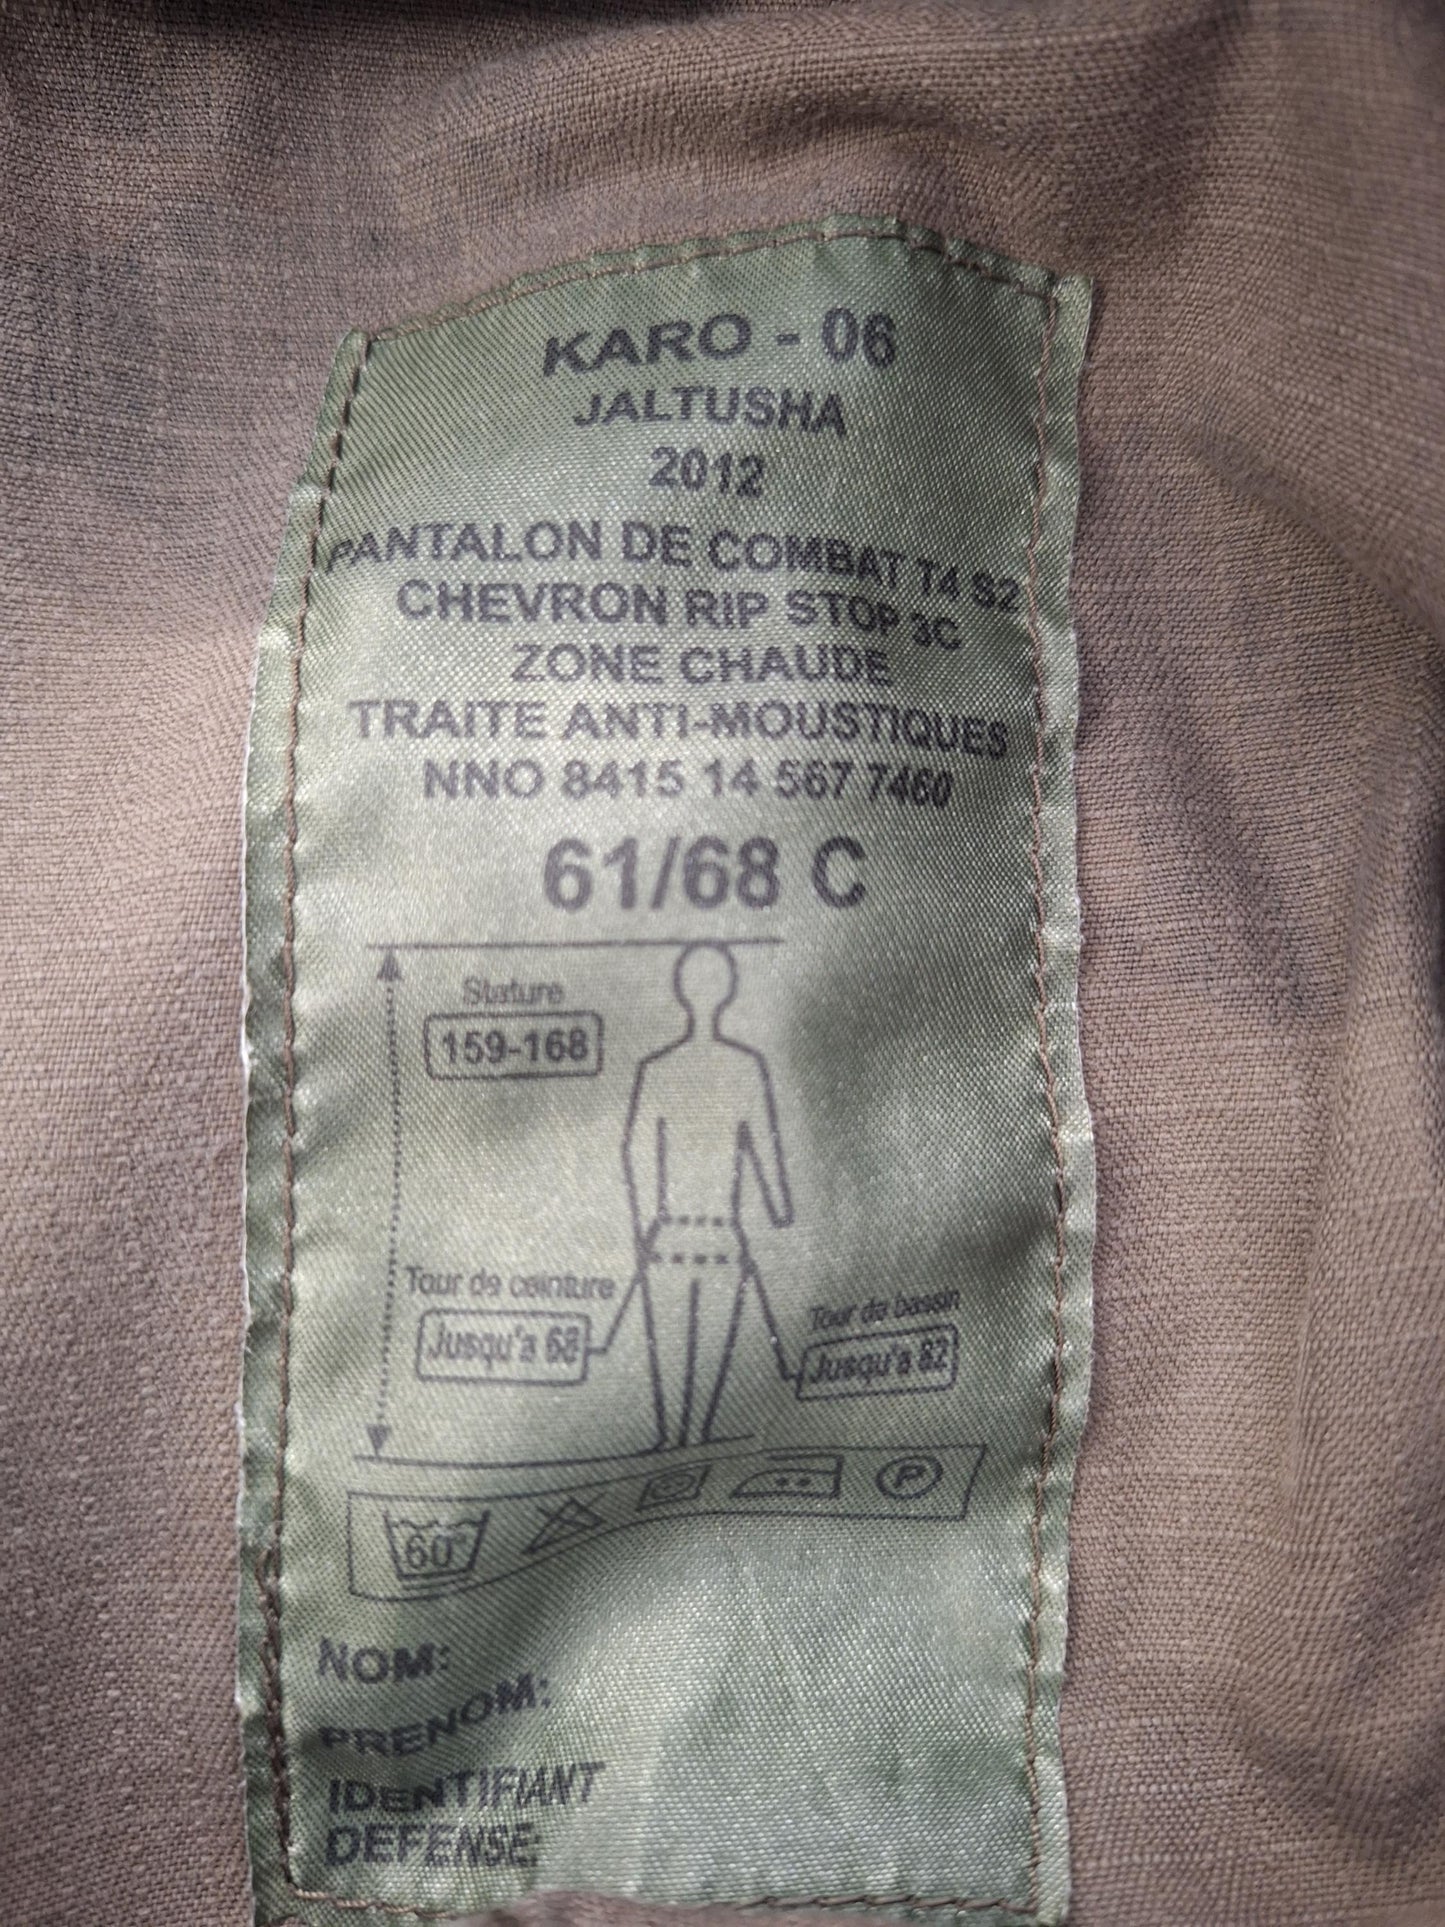 KARO - 06
JALTUSHA
2012
PANTALON DE COMBAT T4 S2
CHEVRON RIP STOP 3C
ZONE CHAUDE
TRAITE ANTI-MOUSTIQUES
NNO 8415 14 567 7460
61/68 C
Stature
159-168
Tour de ceinture
Jusqu'a 68
Tour de bassin
Jusqu'a 82
60°
P
NOM:
PRENOM:
IDENTIFIANT
DEFENSE: